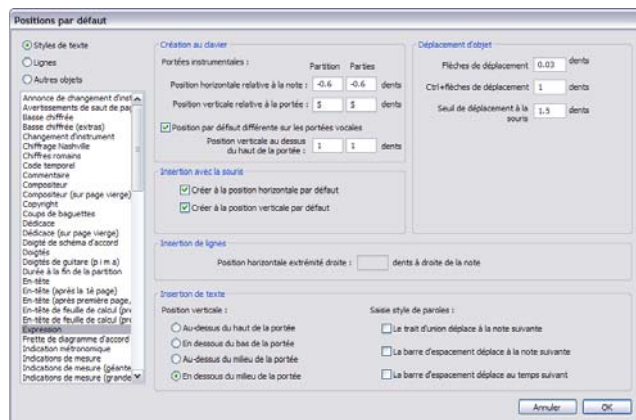 Positions par défaut
Styles de texte
Lignes
Autres objets
Annonce de changement d'inst
Avertissements de saut de pag
Basse chiffrée
Basse chiffrée (extras)
Changement d'instrument
Chiffrage Nashville
Chiffres romains
Code temporel
Commentaire
Compositeur
Compositeur (sur page vierge)
Copyright
Coups de baguettes
Dédicace
Dédicace (sur page vierge)
Doigté de schéma d'accord
Doigtés
Doigtés de guitare (p i m a)
Durée à la fin de la partition
En-tête
En-tête (après la 1è page)
En-tête (après première page,
En-tête de feuille de calcul (pre
En-tête de feuille de calcul (pre
Expression
Frette de diagramme d'accord
Indication métronomique
Indications de mesure
Indications de mesure (géante,
Indications de mesure (grande
Création au clavier
Portées instrumentales :
Partition Parties
Position horizontale relative à la note : -0.6 -0.6 dents
Position verticale relative à la portée : 5 5 dents
Position par défaut différente sur les portées vocales
Position verticale au dessus
du haut de la portée : 1 1 dents
Insertion avec la souris
Créer à la position horizontale par défaut
Créer à la position verticale par défaut
Déplacement d'objet
Flèches de déplacement 0.03 dents
Ctrl+flèches de déplacement 1 dents
Seuil de déplacement à la
souris 1.5 dents
Insertion de lignes
Position horizontale extrémité droite : dents à droite de la note
Insertion de texte
Position verticale :
Au-dessus du haut de la portée
En dessous du bas de la portée
Au-dessus du milieu de la portée
En dessous du milieu de la portée
Saisie style de paroles :
Le trait d'union déplace à la note suivante
La barre d'espacement déplace à la note suivante
La barre d'espacement déplace au temps suivant
Annuler OK